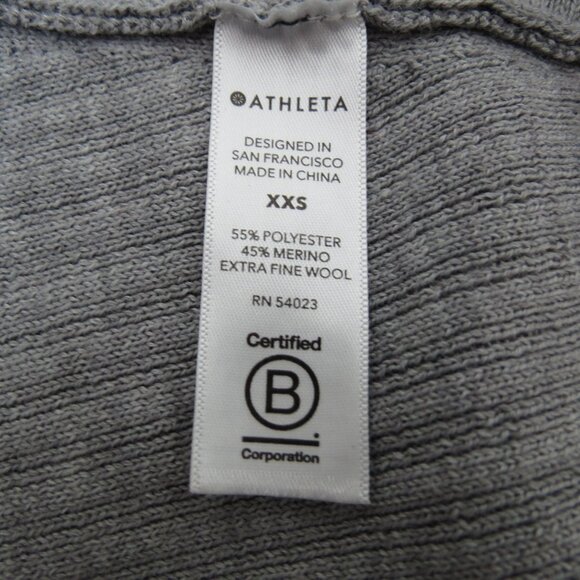 ATHLETA
DESIGNED IN
SAN FRANCISCO
MADE IN CHINA
XXS
55% POLYESTER
45% MERINO
EXTRA FINE WOOL
RN 54023
Certified
B
Corporation